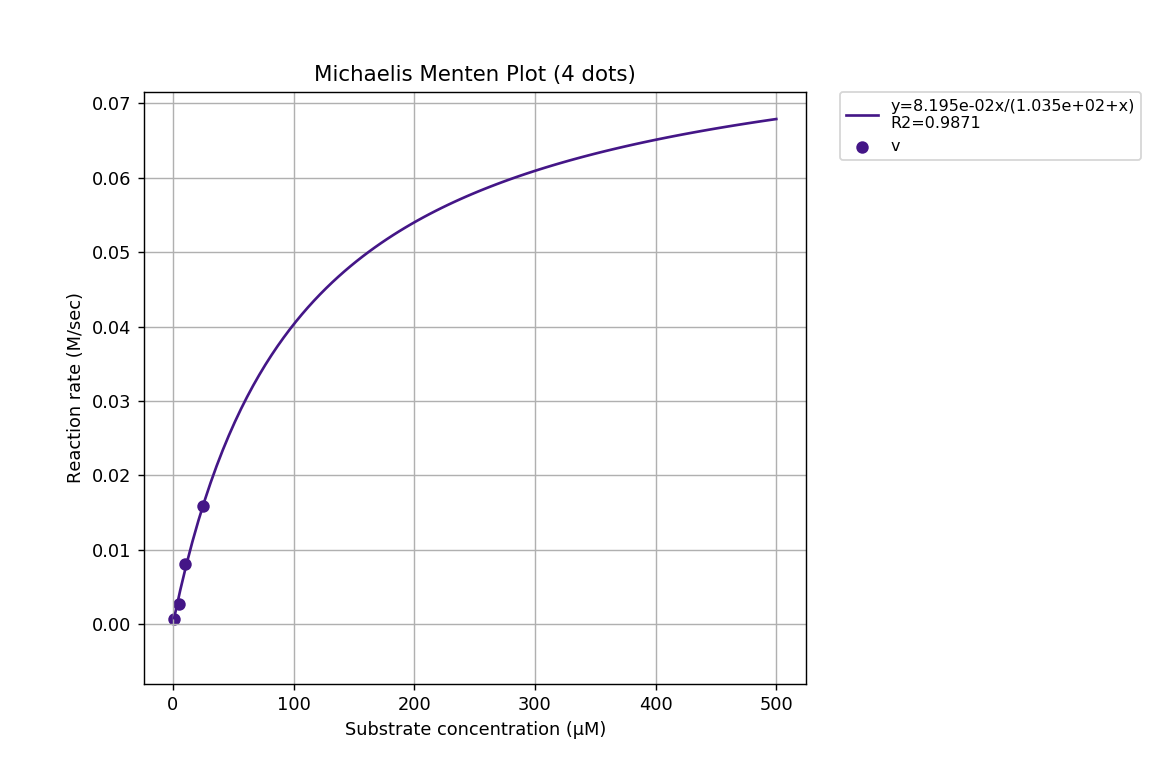 Michaelis Menten Plot (4 dots)
y=8.195e-02x/(1.035e+02+x)
R2=0.9871
v
Reaction rate (M/sec)
0.07
0.06
0.05
0.04
0.03
0.02
0.01
0.00
0 100 200 300 400 500
Substrate concentration (μM)